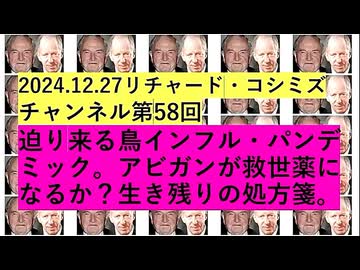 2024.12.27リチャード・コシミズ
チャンネル第58回
迫り来る鳥インフル・パンデ
ミック。アビガンが救世薬に
なるか？生き残りの処方箋。